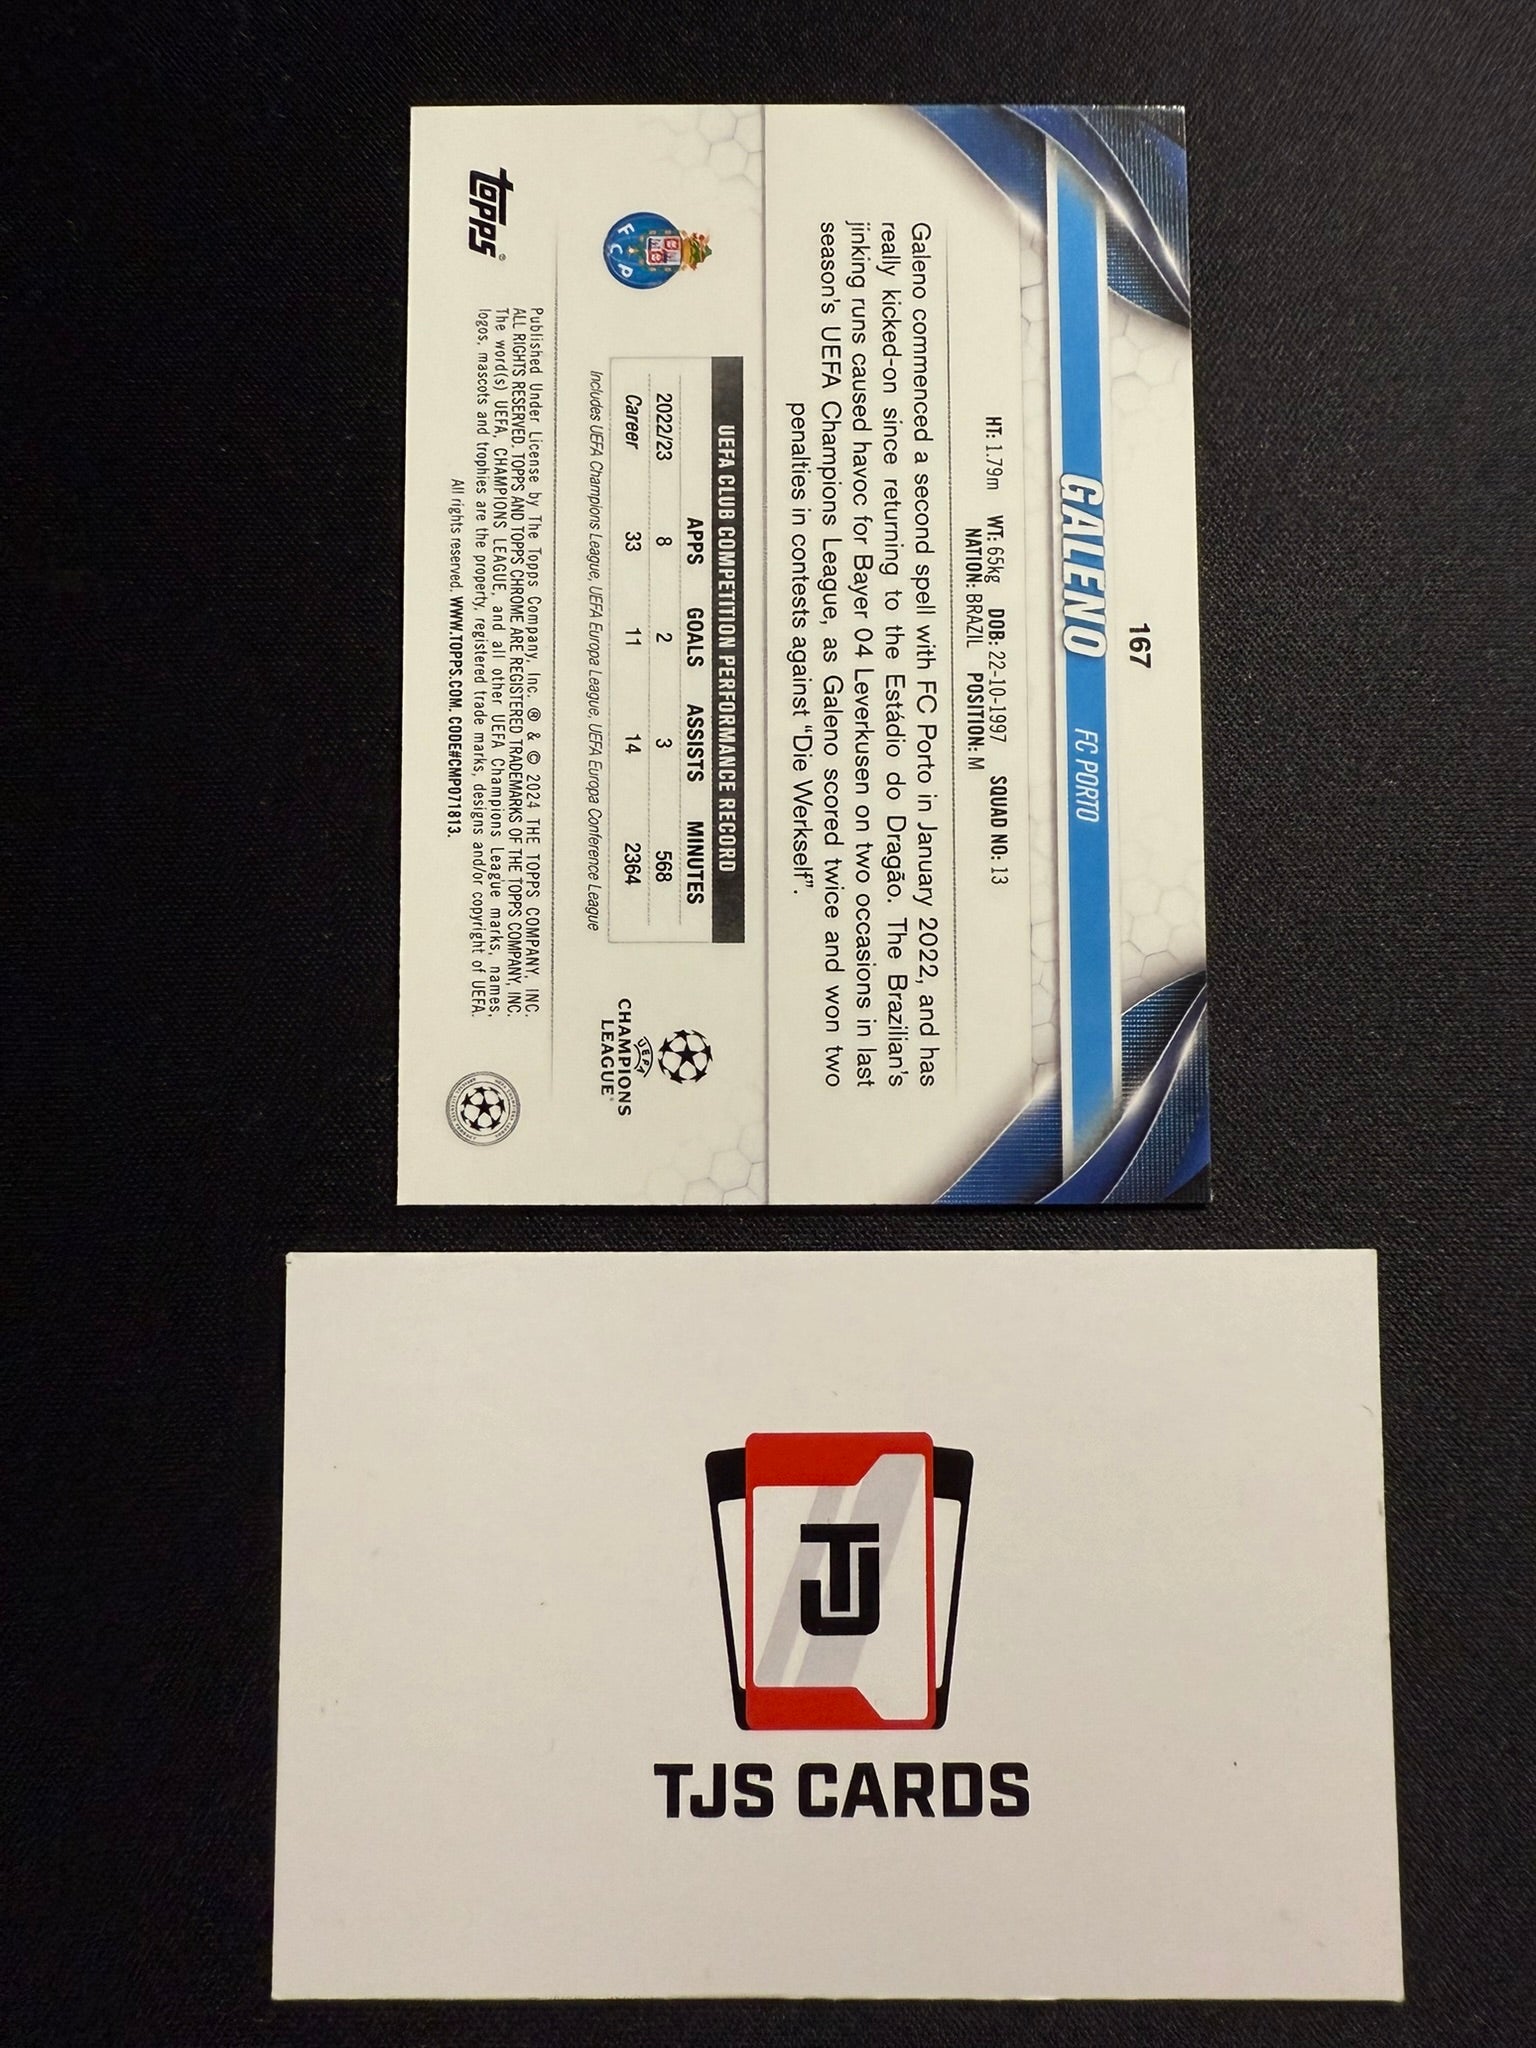 167
GALENO FC PORTO
HT: 1.79m WT: 65kg DOB: 22-10-1997 SQUAD NO: 13
NATION: BRAZIL POSITION: M
Galeno commenced a second spell with FC Porto in January 2022, and has
really kicked-on since returning to the Estádio do Dragão. The Brazilian's
jinking runs caused havoc for Bayer 04 Leverkusen on two occasions in last
season's UEFA Champions League, as Galeno scored twice and won two
penalties in contests against "Die Werkself".
UEFA CLUB COMPETITION PERFORMANCE RECORD
APPS GOALS ASSISTS MINUTES
2022/23 8 2 3 568
Career 33 11 14 2364
Includes UEFA Champions League, UEFA Europa League, UEFA Europa Conference League
FCP
UEFA
CHAMPIONS
LEAGUE®
topps®
Published Under License by The Topps Company, Inc. ® & © 2024 THE TOPPS COMPANY, INC.
ALL RIGHTS RESERVED. TOPPS AND TOPPS CHROME ARE REGISTERED TRADEMARKS OF THE TOPPS COMPANY, INC.
The word(s) UEFA, CHAMPIONS LEAGUE, and all other UEFA Champions League marks, names,
logos, mascots and trophies are the property, registered trade marks, designs and/or copyright of UEFA.
All rights reserved. WWW.TOPPS.COM. CODE#CMP071813.
TJ
TJS CARDS